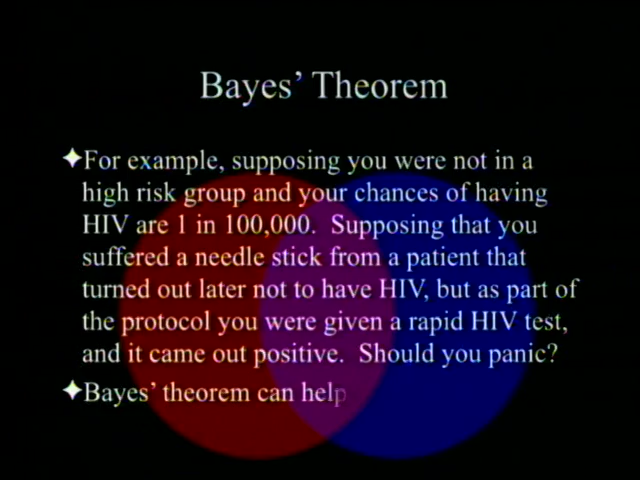 Bayes' Theorem
✦For example, supposing you were not in a
high risk group and your chances of having
HIV are 1 in 100,000. Supposing that you
suffered a needle stick from a patient that
turned out later not to have HIV, but as part of
the protocol you were given a rapid HIV test,
and it came out positive. Should you panic?
✦Bayes' theorem can help